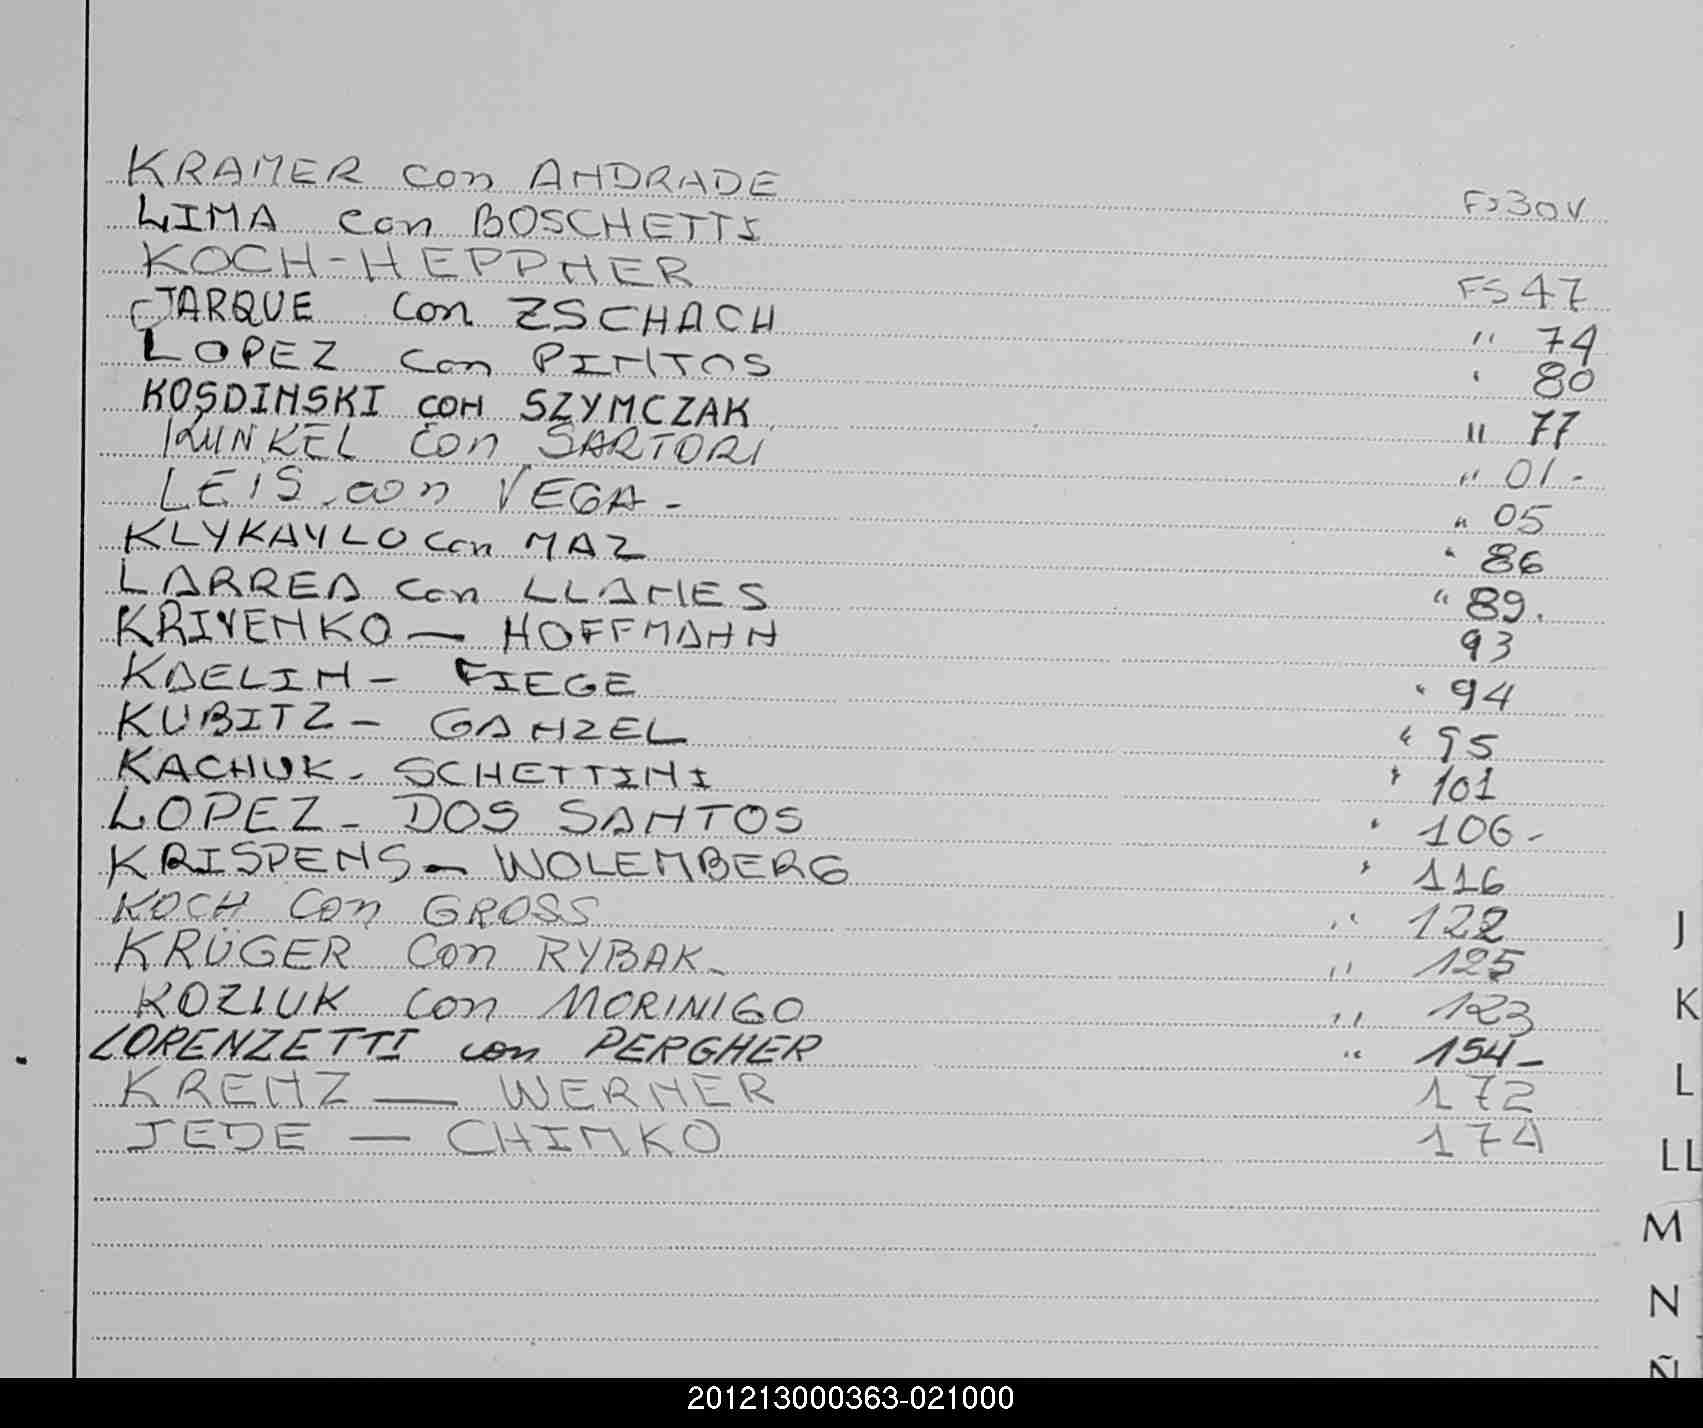 KRAMER con ANDRADE Fs 30 V
LIMA con BOSCHETTI
KOCH - HEPPNER FS 47
JARQUE con ZSCHACH " 74
LOPEZ con PINTOS " 80
KOSDINSKI con SZYMCZAK " 77
KUNKEL con SARTORI " 01 -
LEIS con VEGA - " 05
KLYKAYLO con MAZ " 86
LARREA con LLAMES " 89.
KRIVENKO — HOFFMANN 93
KAELIN - FIEGE " 94
KUBITZ - GANZEL " 95
KACHUK - SCHETTINI " 101
LOPEZ - DOS SANTOS " 106 -
KRISPENS - WOLEMBERG " 116
KOCH con GROSS " 122
KRÜGER con RYBAK - " 125
KOZIUK con MORINIGO " 123
LORENZETTI con PERGHER " 154 -
KRENZ — WERNER 172
JEDE — CHIMKO 174
J
K
L
LL
M
N
Ñ
201213000363-021000